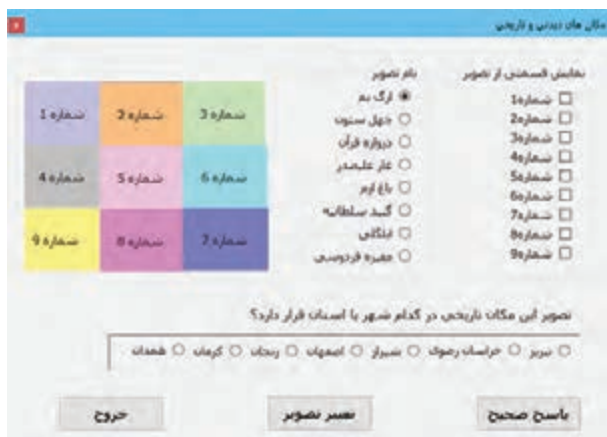 مکان های دیدنی و تاریخی
نمایش قسمتی از تصویر
شماره1
شماره2
شماره3
شماره4
شماره5
شماره6
شماره7
شماره8
شماره9
نام تصویر
ارگ بم
چهل ستون
دروازه قرآن
غار علیصدر
باغ ارم
گنبد سلطانیه
ائلگلی
مقبره فردوسی
شماره 3
شماره 2
شماره 1
شماره 6
شماره 5
شماره 4
شماره 7
شماره 8
شماره 9
تصویر این مکان تاریخی در کدام شهر یا استان قرار دارد؟
تبریز خراسان رضوی شیراز اصفهان زنجان کرمان همدان
پاسخ صحیح
تغییر تصویر
خروج